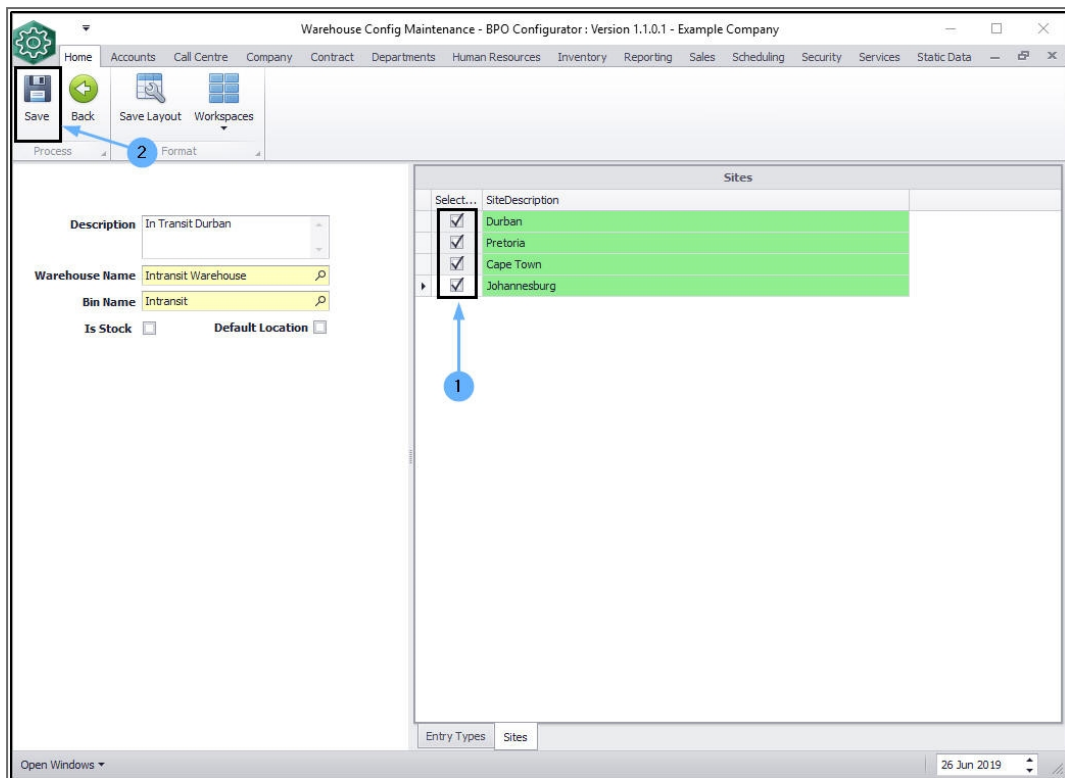 Warehouse Config Maintenance - BPO Configurator : Version 1.1.0.1 - Example Company
Home Accounts Call Centre Company Contract Departments Human Resources Inventory Reporting Sales Scheduling Security Services Static Data
Save Back Save Layout Workspaces
Process 2 Format
Sites
Select... SiteDescription
Description In Transit Durban
Durban
Pretoria
Cape Town
Johannesburg
Warehouse Name Intransit Warehouse
Bin Name Intransit
Is Stock Default Location
1
Entry Types Sites
Open Windows 26 Jun 2019